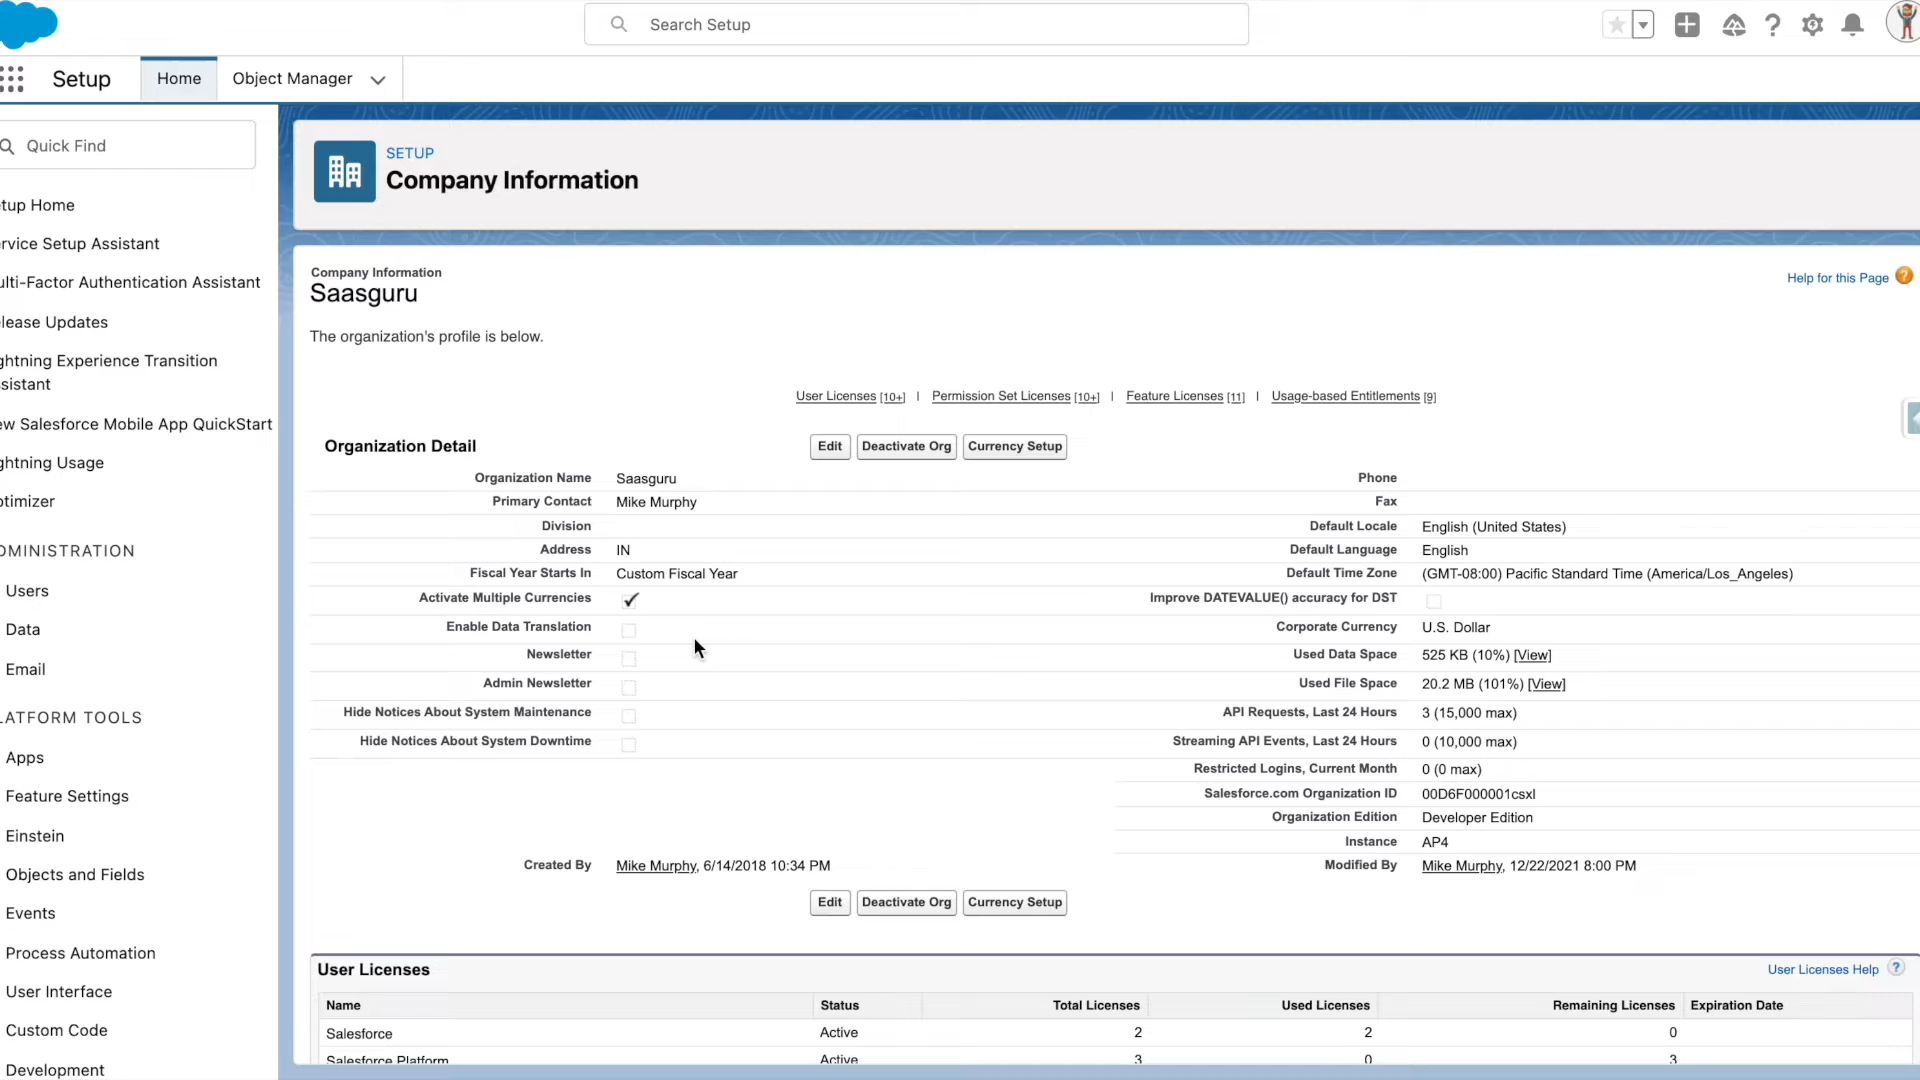 Search Setup
Setup
Home
Object Manager
Quick Find
tup Home
rvice Setup Assistant
ulti-Factor Authentication Assistant
lease Updates
ghtning Experience Transition
sistant
ew Salesforce Mobile App QuickStart
ghtning Usage
ptimizer
DMINISTRATION
Users
Data
Email
LATFORM TOOLS
Apps
Feature Settings
Einstein
Objects and Fields
Events
Process Automation
User Interface
Custom Code
Development
SETUP
Company Information
Company Information
Saasguru
Help for this Page ?
The organization's profile is below.
User Licenses [10+] | Permission Set Licenses [10+] | Feature Licenses [11] | Usage-based Entitlements [9]
Organization Detail
Edit Deactivate Org Currency Setup
Organization Name Saasguru
Primary Contact Mike Murphy
Division
Address IN
Fiscal Year Starts In Custom Fiscal Year
Activate Multiple Currencies
Enable Data Translation
Newsletter
Admin Newsletter
Hide Notices About System Maintenance
Hide Notices About System Downtime
Phone
Fax
Default Locale English (United States)
Default Language English
Default Time Zone (GMT-08:00) Pacific Standard Time (America/Los_Angeles)
Improve DATEVALUE() accuracy for DST
Corporate Currency U.S. Dollar
Used Data Space 525 KB (10%) [View]
Used File Space 20.2 MB (101%) [View]
API Requests, Last 24 Hours 3 (15,000 max)
Streaming API Events, Last 24 Hours 0 (10,000 max)
Restricted Logins, Current Month 0 (0 max)
Salesforce.com Organization ID 00D6F000001csxl
Organization Edition Developer Edition
Instance AP4
Created By Mike Murphy, 6/14/2018 10:34 PM
Modified By Mike Murphy, 12/22/2021 8:00 PM
Edit Deactivate Org Currency Setup
User Licenses
User Licenses Help ?
Name Status Total Licenses Used Licenses Remaining Licenses Expiration Date
Salesforce Active 2 2 0
Salesforce Platform Active 3 0 3